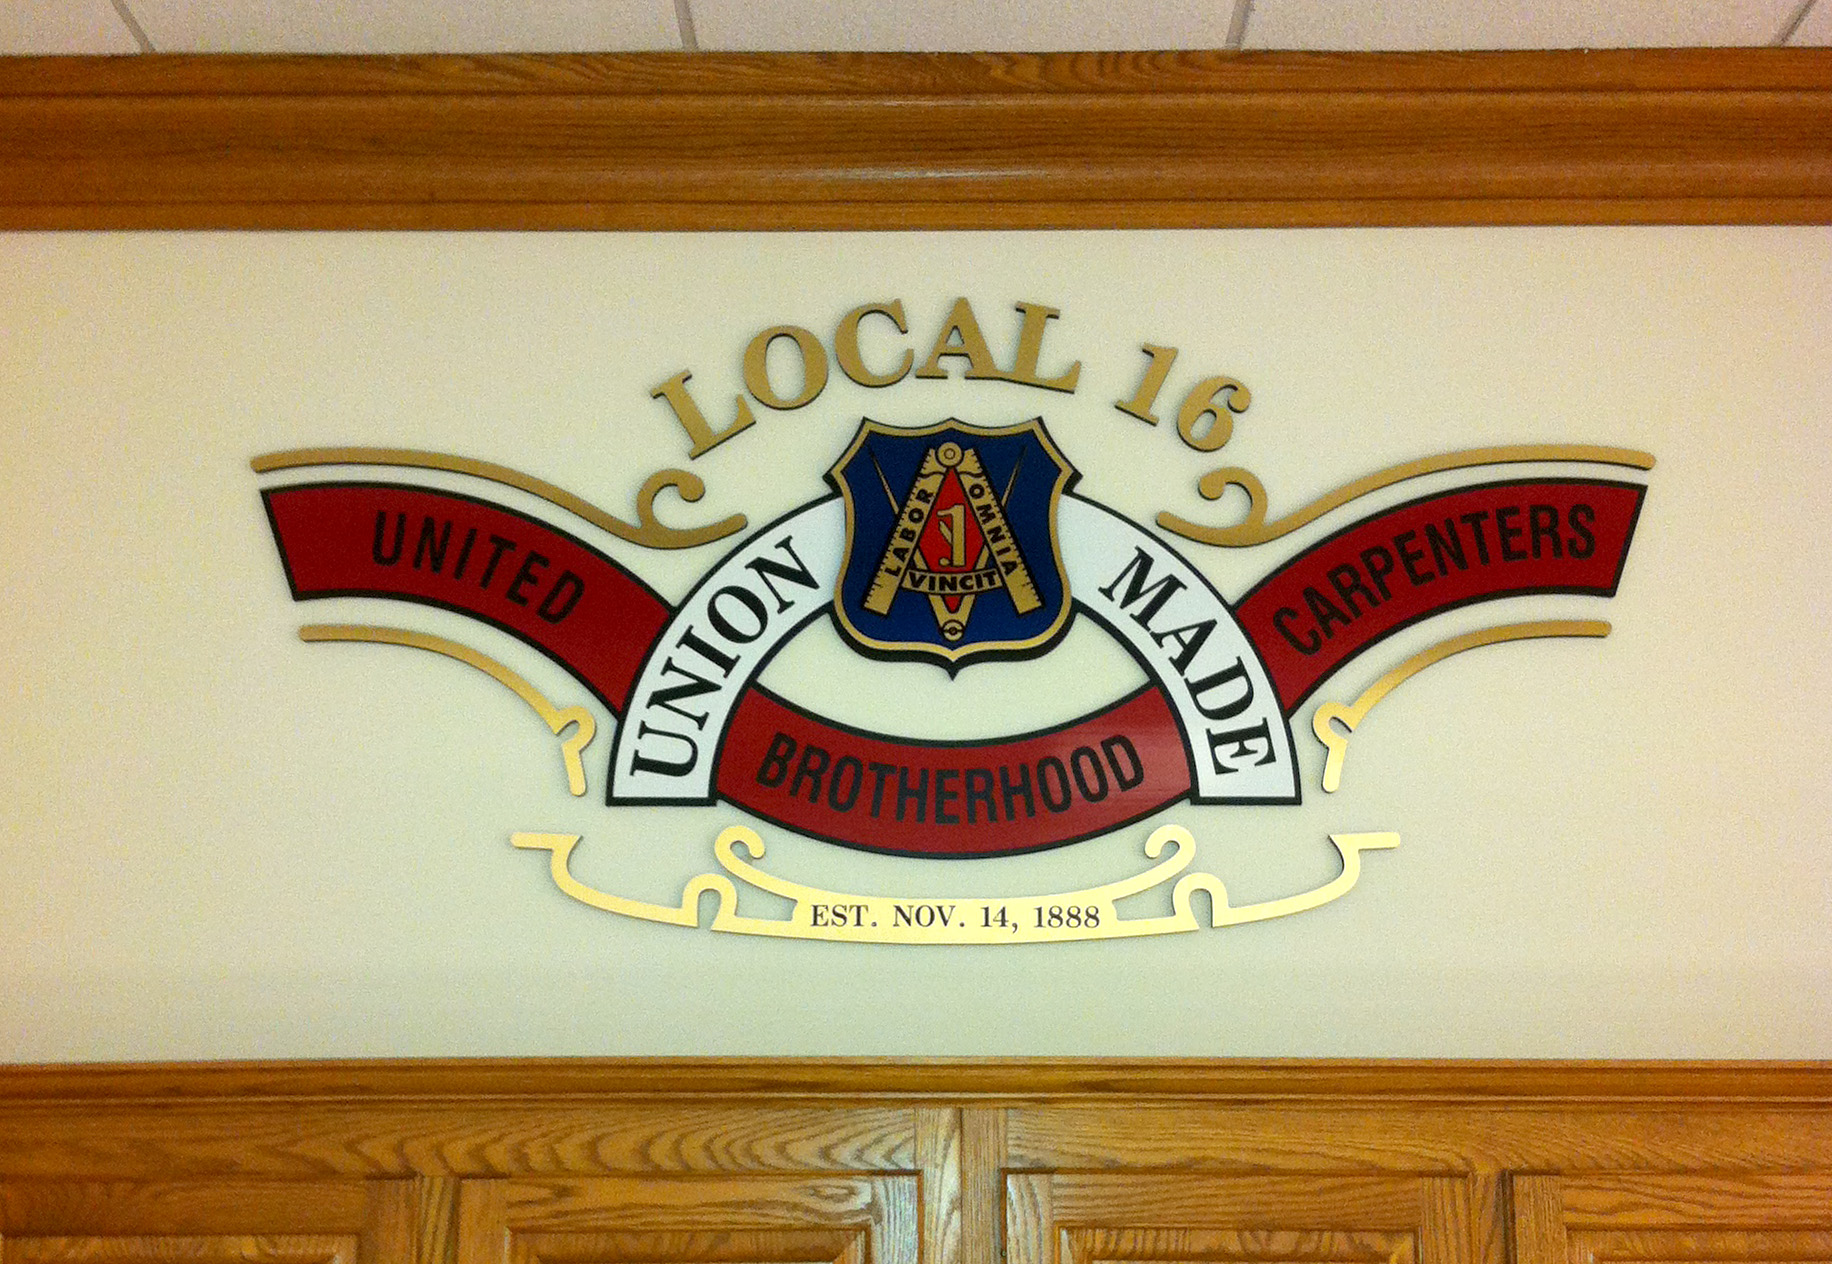 LOCAL 16
LABOR OMNIA
VINCIT
UNION MADE
UNITED BROTHERHOOD CARPENTERS
EST. NOV. 14, 1888